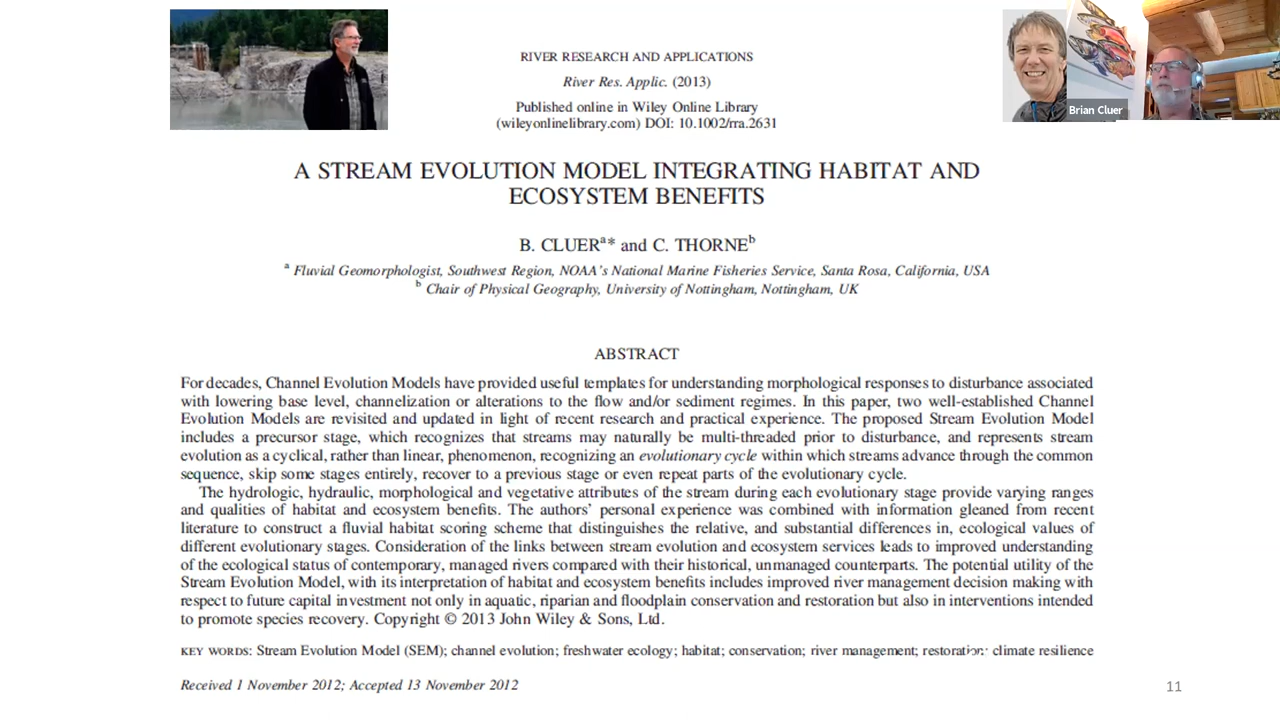 RIVER RESEARCH AND APPLICATIONS
River Res. Applic. (2013)
Published online in Wiley Online Library
(wileyonlinelibrary.com) DOI: 10.1002/rra.2631
Brian Cluer
A STREAM EVOLUTION MODEL INTEGRATING HABITAT AND
ECOSYSTEM BENEFITS
B. CLUERa* and C. THORNEb
a Fluvial Geomorphologist, Southwest Region, NOAA's National Marine Fisheries Service, Santa Rosa, California, USA
b Chair of Physical Geography, University of Nottingham, Nottingham, UK
ABSTRACT
For decades, Channel Evolution Models have provided useful templates for understanding morphological responses to disturbance associated
with lowering base level, channelization or alterations to the flow and/or sediment regimes. In this paper, two well-established Channel
Evolution Models are revisited and updated in light of recent research and practical experience. The proposed Stream Evolution Model
includes a precursor stage, which recognizes that streams may naturally be multi-threaded prior to disturbance, and represents stream
evolution as a cyclical, rather than linear, phenomenon, recognizing an evolutionary cycle within which streams advance through the common
sequence, skip some stages entirely, recover to a previous stage or even repeat parts of the evolutionary cycle.
The hydrologic, hydraulic, morphological and vegetative attributes of the stream during each evolutionary stage provide varying ranges
and qualities of habitat and ecosystem benefits. The authors' personal experience was combined with information gleaned from recent
literature to construct a fluvial habitat scoring scheme that distinguishes the relative, and substantial differences in, ecological values of
different evolutionary stages. Consideration of the links between stream evolution and ecosystem services leads to improved understanding
of the ecological status of contemporary, managed rivers compared with their historical, unmanaged counterparts. The potential utility of the
Stream Evolution Model, with its interpretation of habitat and ecosystem benefits includes improved river management decision making with
respect to future capital investment not only in aquatic, riparian and floodplain conservation and restoration but also in interventions intended
to promote species recovery. Copyright © 2013 John Wiley & Sons, Ltd.
KEY WORDS: Stream Evolution Model (SEM); channel evolution; freshwater ecology; habitat; conservation; river management; restoration; climate resilience
Received 1 November 2012; Accepted 13 November 2012
11